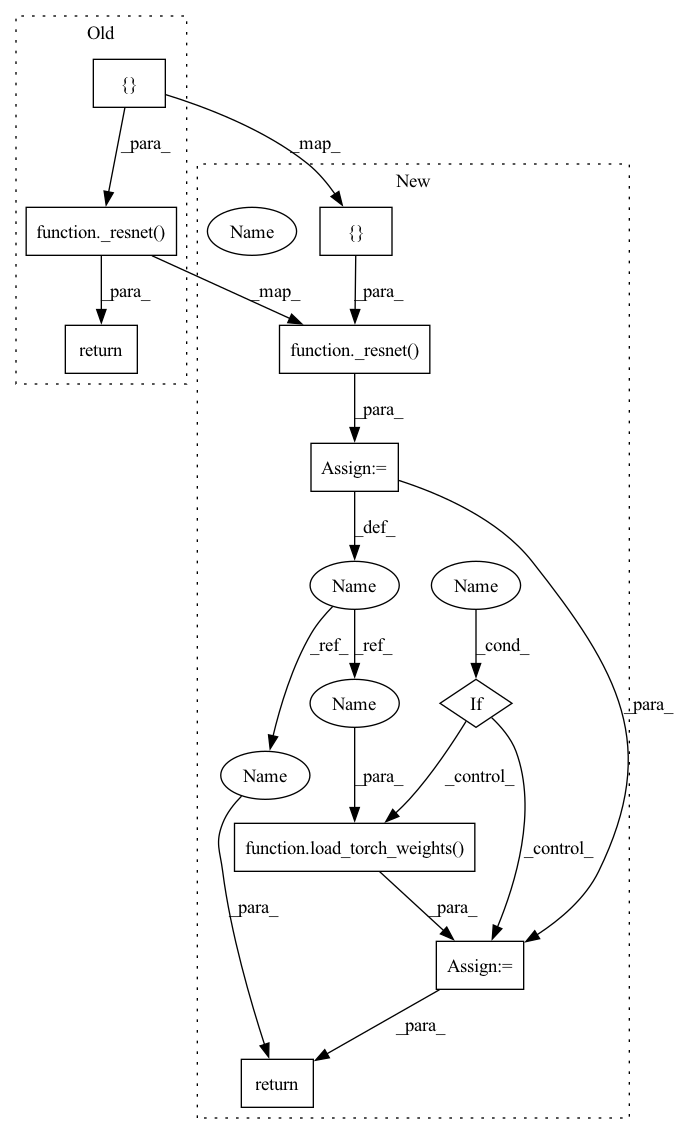 Old
{}
_para_
_map_
New
function._resnet()
Name
{}
_para_
_map_
_para_
return
function._resnet()
_para_
Assign:=
_def_
Name
Name
_ref_
_ref_
_cond_
Name
If
_para_
Name
_para_
_control_
function.load_torch_weights()
_control_
_para_
_para_
Assign:=
_para_
return